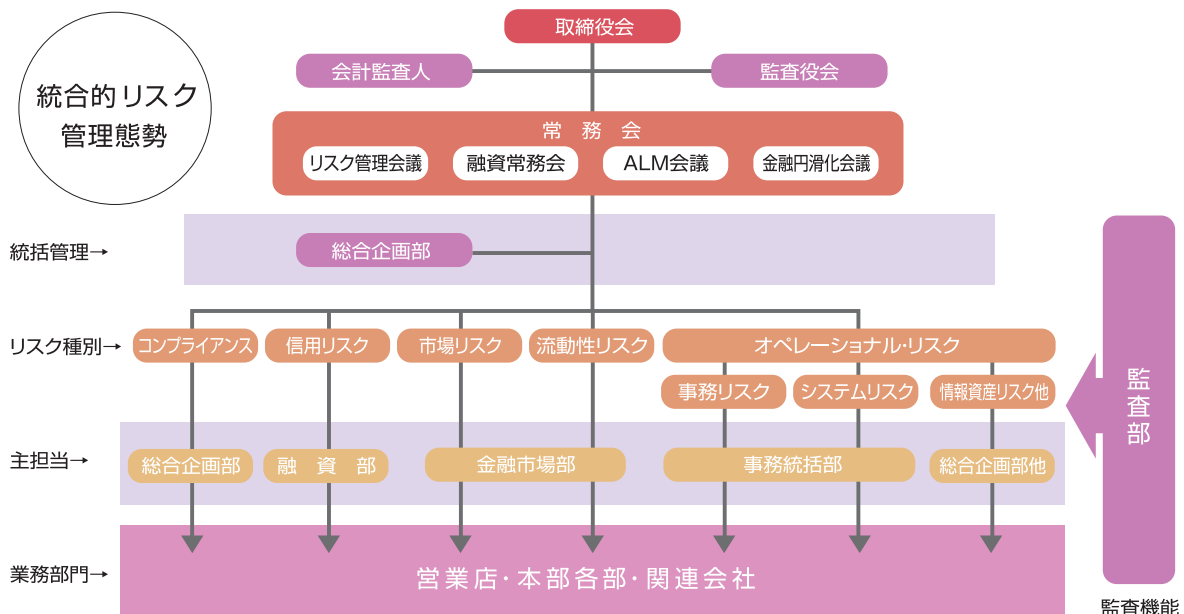 統合的リスク
管理態勢
取締役会
会計監査人
監査役会
常務会
リスク管理会議
融資常務会
ALM会議
金融円滑化会議
統括管理→
総合企画部
リスク種別→
コンプライアンス
信用リスク
市場リスク
流動性リスク
オペレーショナル・リスク
事務リスク
システムリスク
情報資産リスク他
主担当→
総合企画部
融資部
金融市場部
事務統括部
総合企画部他
業務部門→
営業店・本部各部・関連会社
監査部
監査機能